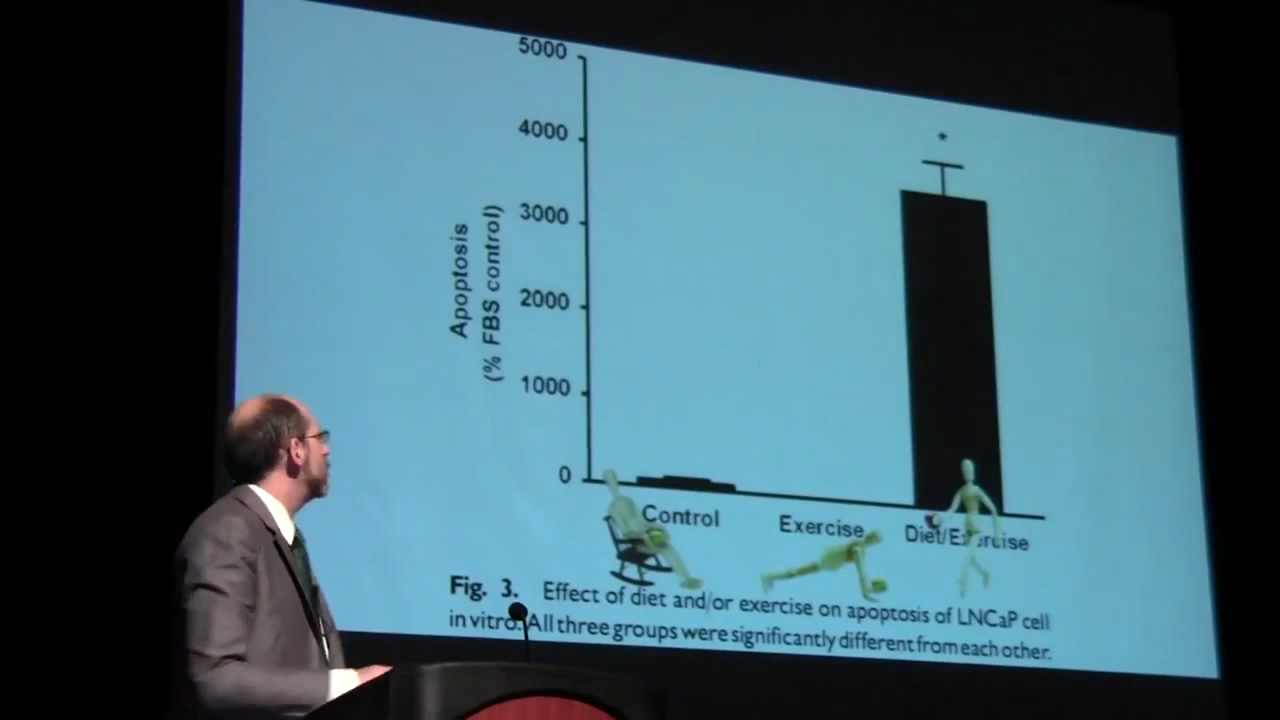 5000
4000
3000
2000
1000
0
Apoptosis
(% FBS control)
*
Control
Exercise
Diet/Exercise
Fig. 3. Effect of diet and/or exercise on apoptosis of LNCaP cell
in vitro. All three groups were significantly different from each other.